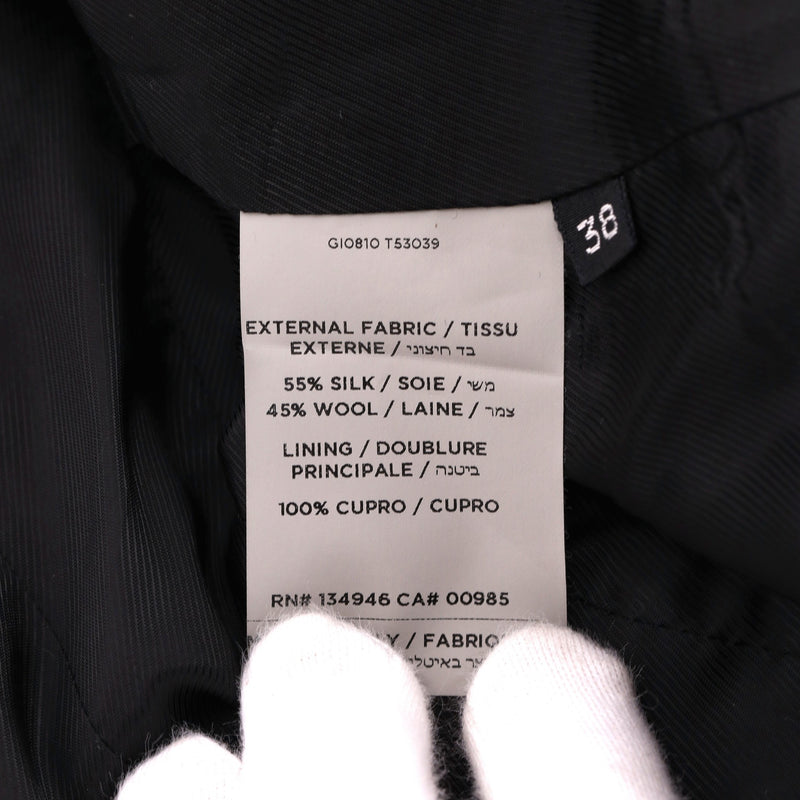 GI0810 T53039
38
EXTERNAL FABRIC / TISSU
EXTERNE / בד חיצוני
55% SILK / SOIE / משי
45% WOOL / LAINE / צמר
LINING / DOUBLURE
PRINCIPALE / ביטנה
100% CUPRO / CUPRO
RN# 134946 CA# 00985
/ FABRIQ